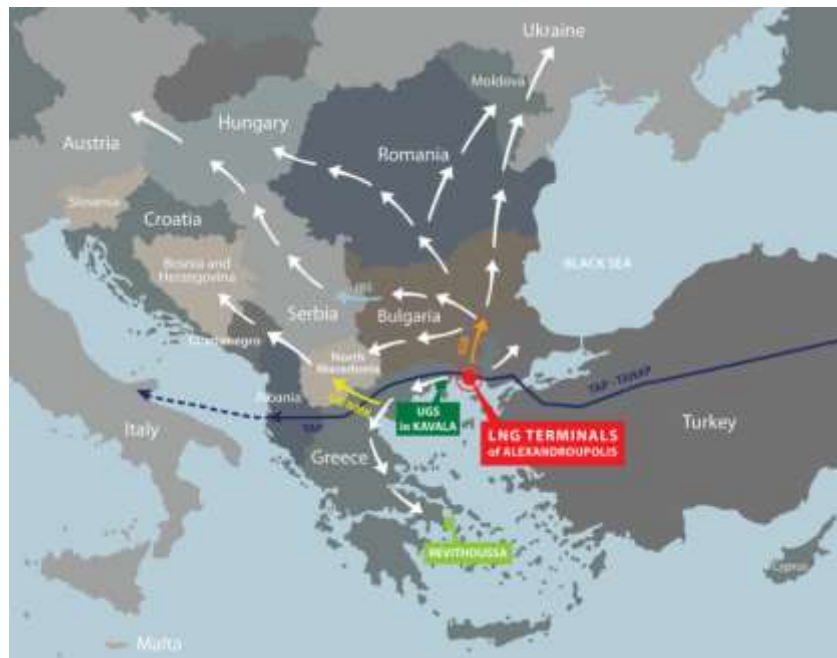 Ukraine
Moldova
Hungary
Austria
Romania
Slovenia
Croatia
BLACK SEA
Bosnia and
Herzegovina
IBS
Serbia
Bulgaria
North
Macedonia
TAP - TANAP
Albania
UGS
in KAVALA
Turkey
Italy
TAP
LNG TERMINALS
of ALEXANDROUPOLIS
Greece
REVITHOUSSA
Cyprus
Malta